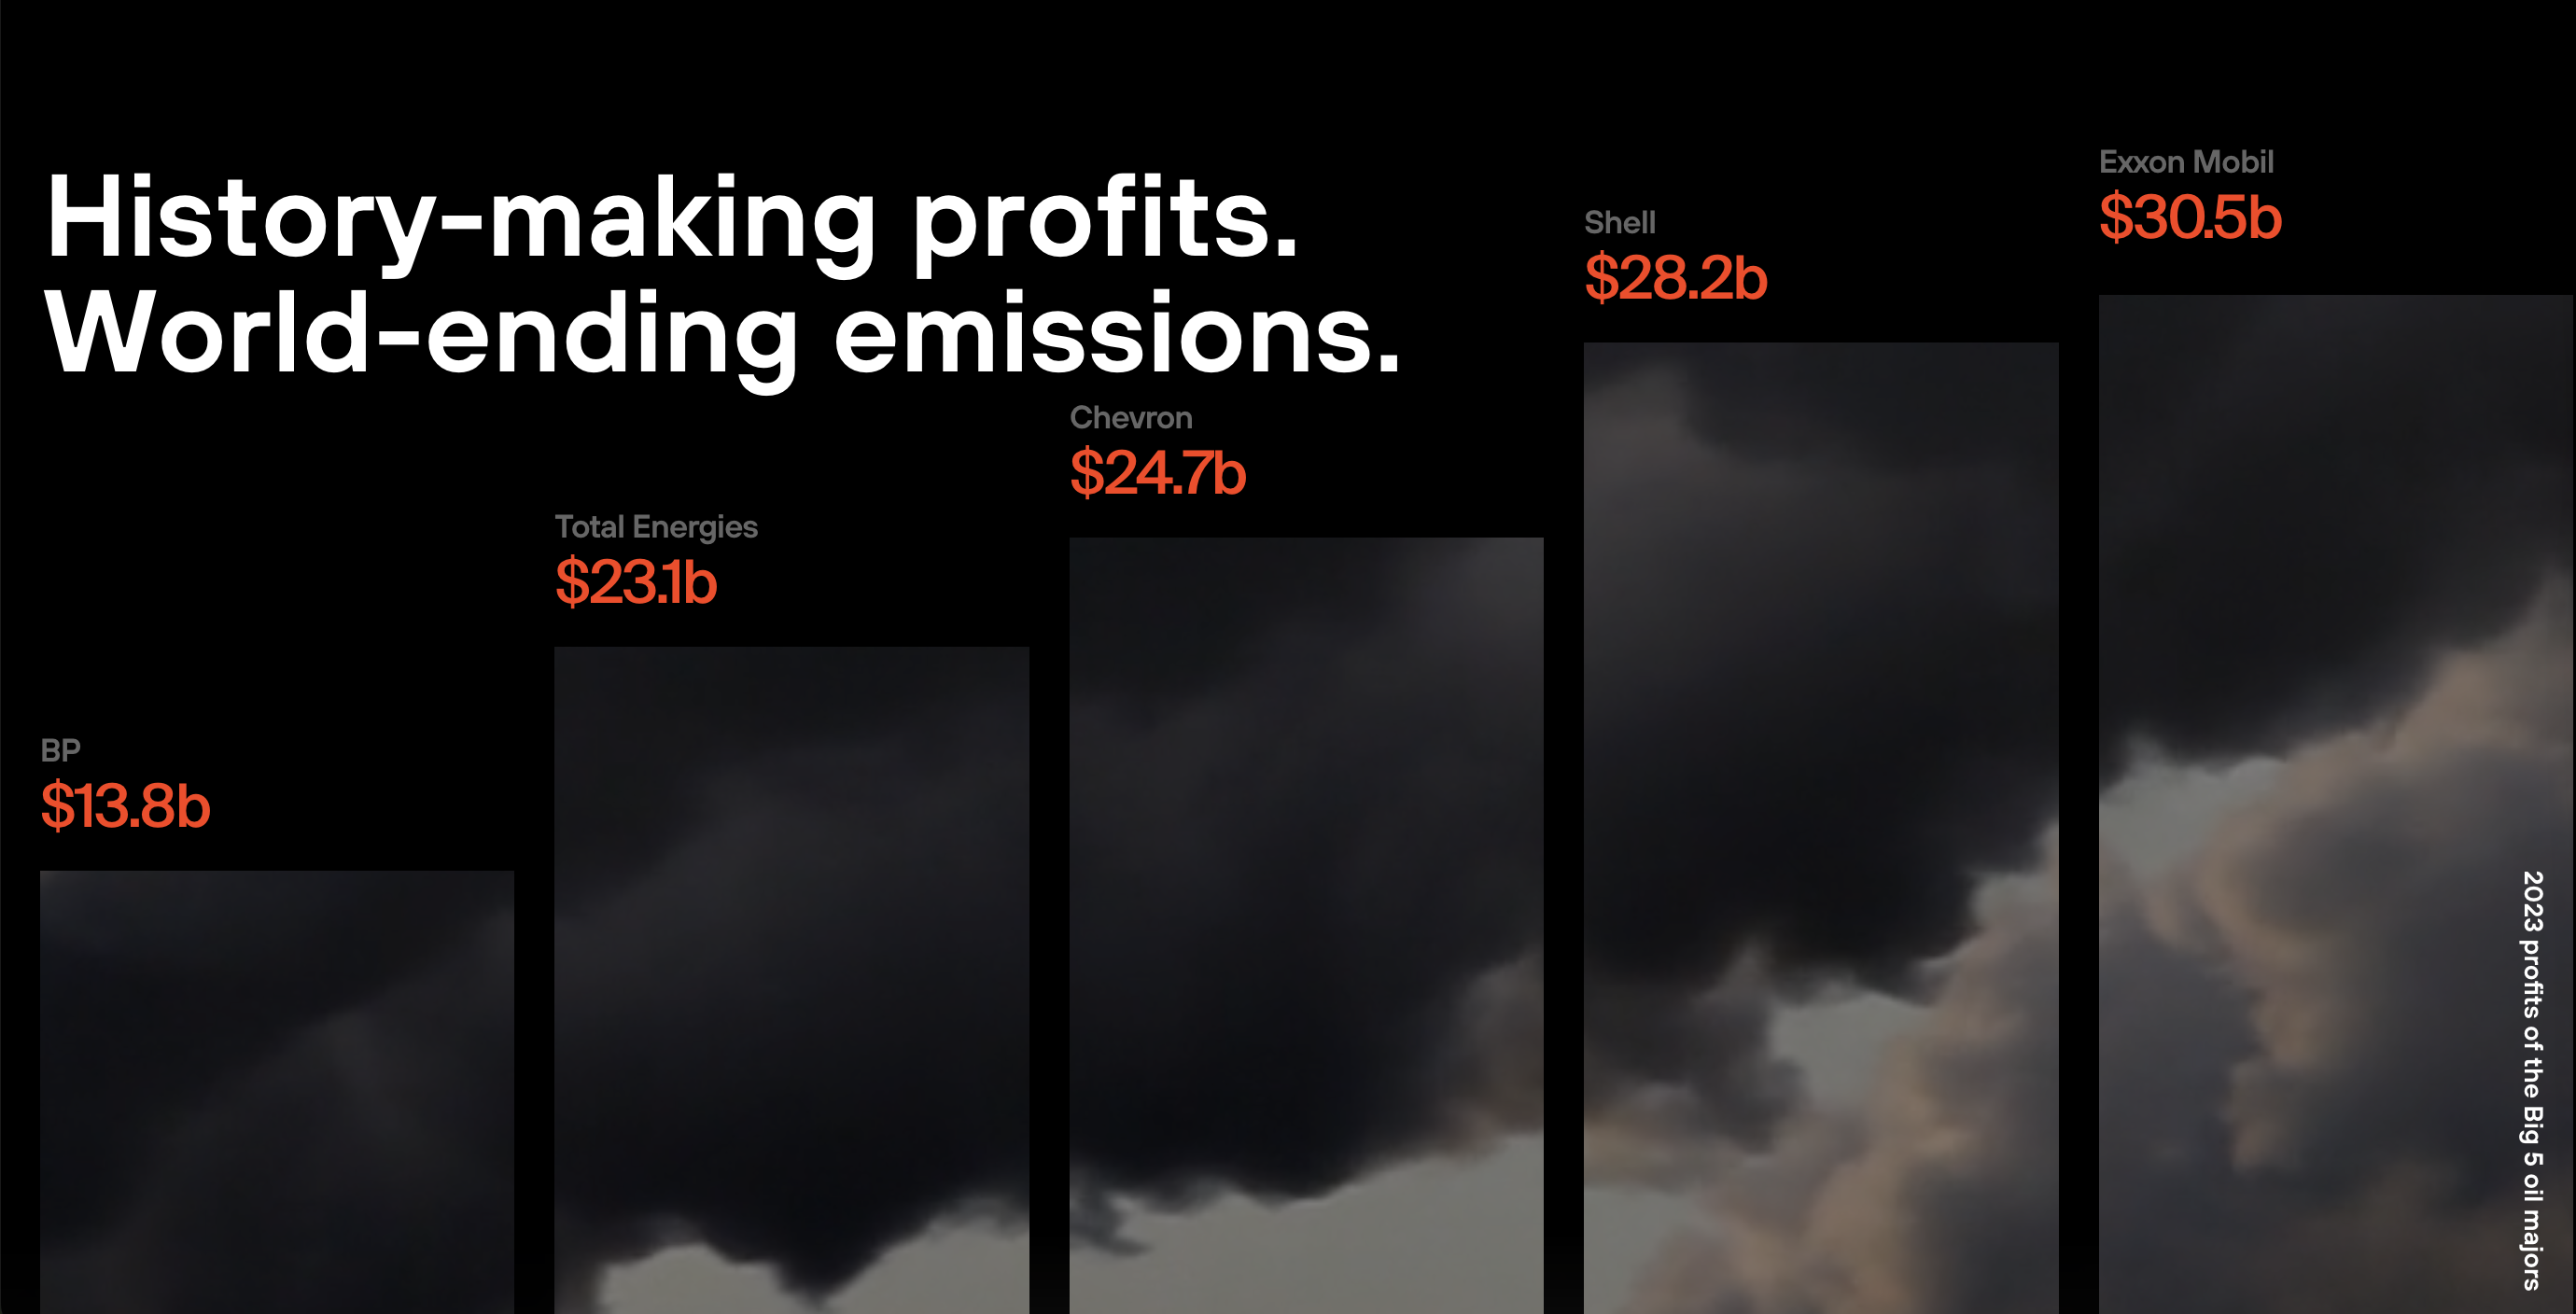 History-making profits.
World-ending emissions.
BP
$13.8b
Total Energies
$23.1b
Chevron
$24.7b
Shell
$28.2b
Exxon Mobil
$30.5b
2023 profits of the Big 5 oil majors